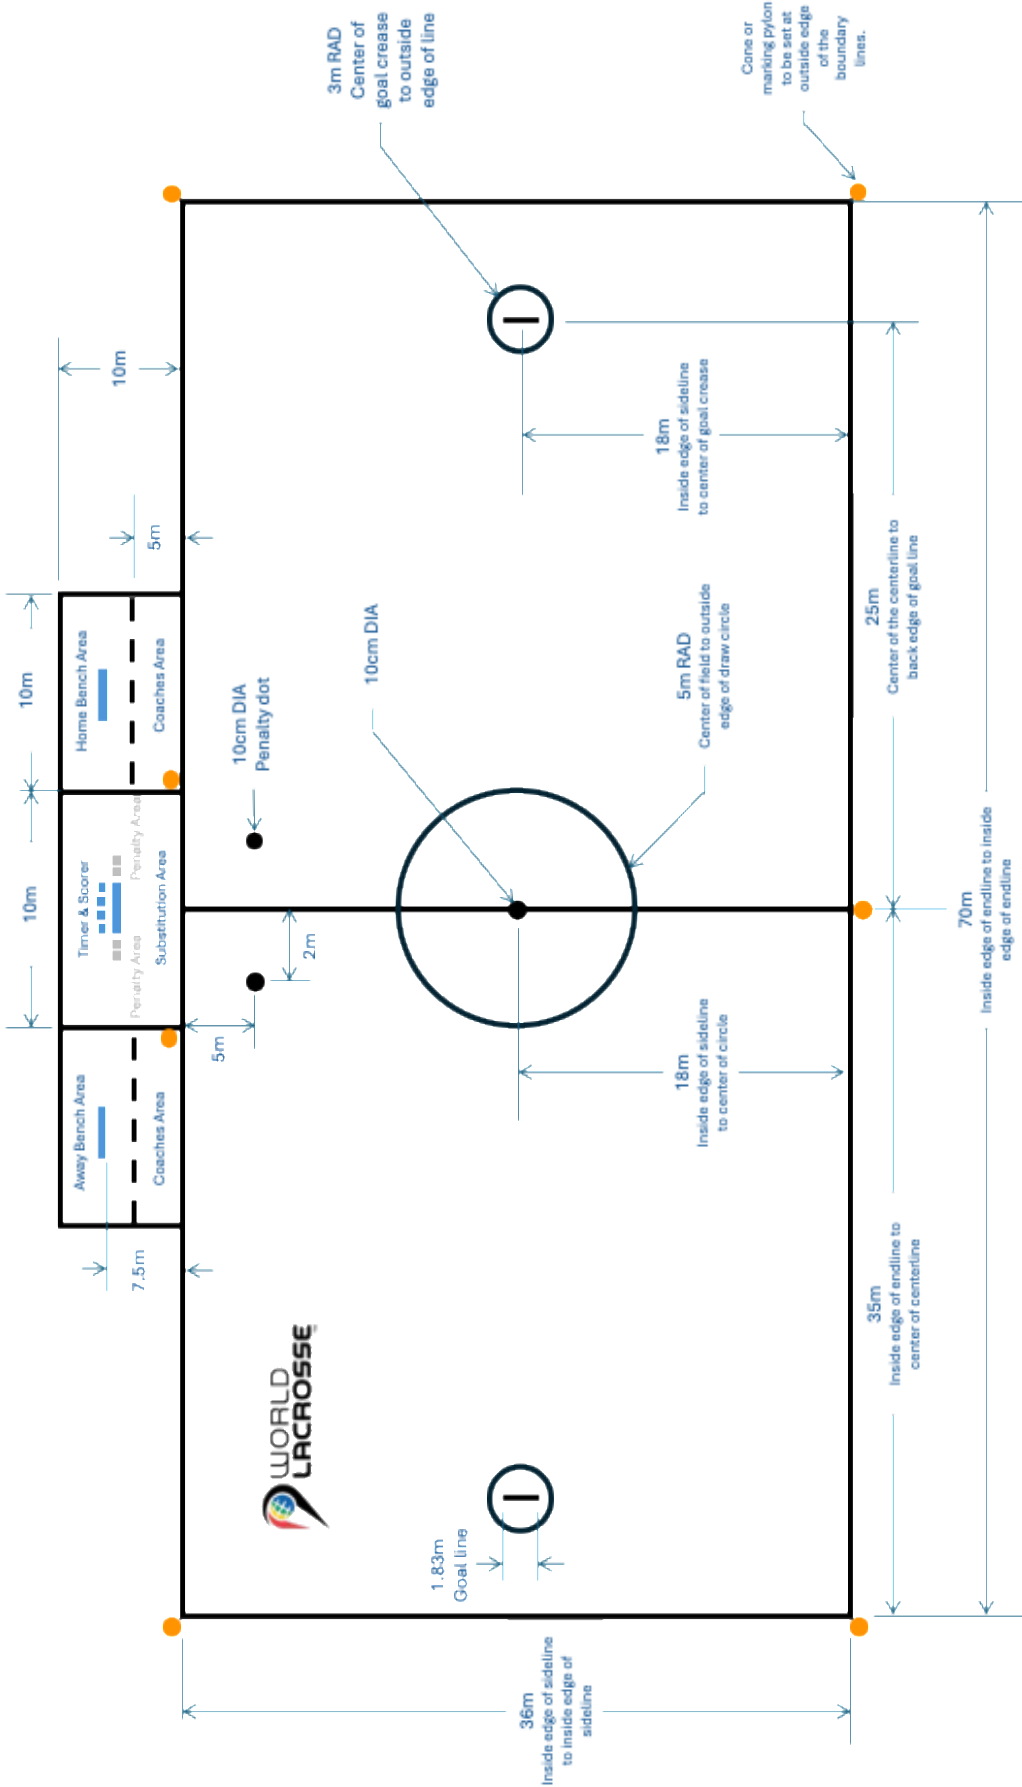 10m
10m
10m
Away Bench Area
Timer & Scorer
Home Bench Area
Penalty Area
Penalty Area
Coaches Area
Substitution Area
Coaches Area
7.5m
5m
5m
2m
10cm DIA
Penalty dot
10cm DIA
3m RAD
Center of
goal crease
to outside
edge of line
WORLD
LACROSSE
1.83m
Goal line
36m
Inside edge of sideline
to inside edge of
sideline
18m
Inside edge of sideline
to center of circle
5m RAD
Center of field to outside
edge of draw circle
18m
Inside edge of sideline
to center of goal crease
Cone or
marking pylon
to be set at
outside edge
of the
boundary
lines.
35m
Inside edge of endline to
center of centerline
25m
Center of the centerline to
back edge of goal line
70m
Inside edge of endline to inside
edge of endline